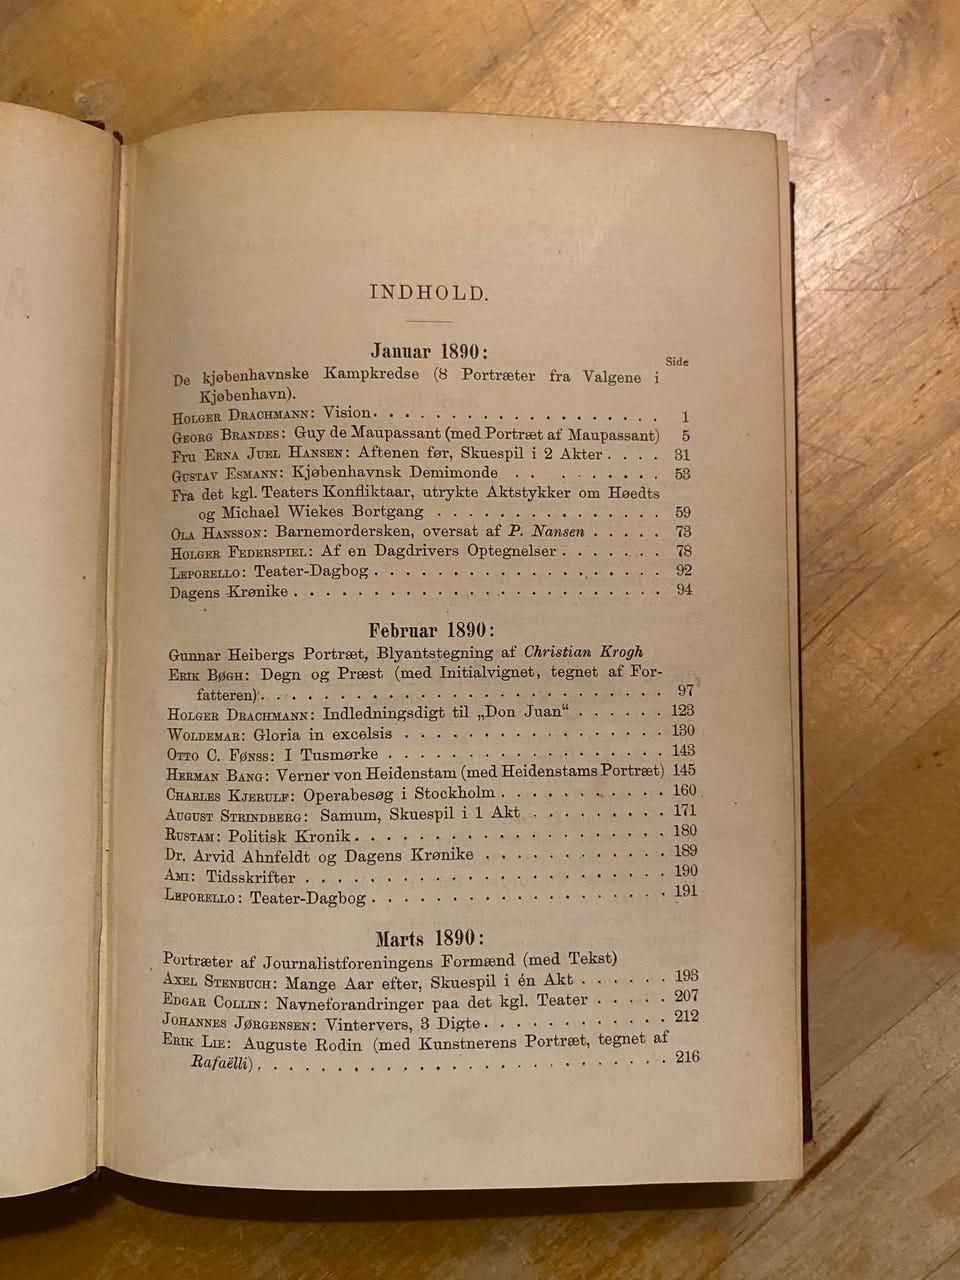 INDHOLD.
Januar 1890:
Side
De kjøbenhavnske Kampkredse (8 Portræter fra Valgene i
Kjøbenhavn).
HOLGER DRACHMANN: Vision. . . . . . . . . . . . . . . . . . . 1
GEORG BRANDES: Guy de Maupassant (med Portræt af Maupassant) 5
Fru ERNA JUEL HANSEN: Aftenen før, Skuespil i 2 Akter . . . . 31
GUSTAV ESMANN: Kjøbenhavnsk Demimonde . . . . . . . . . 53
Fra det kgl. Teaters Konfliktaar, utrykte Aktstykker om Høedts
og Michael Wiekes Bortgang . . . . . . . . . . . . . . . 59
OLA HANSSON: Barnemordersken, oversat af P. Nansen . . . . . 73
HOLGER FEDERSPIEL: Af en Dagdrivers Optegnelser . . . . . . . 78
LEPORELLO: Teater-Dagbog . . . . . . . . . . . . . . . . . . . 92
Dagens Krønike . . . . . . . . . . . . . . . . . . . . . . . . 94
Februar 1890:
Gunnar Heibergs Portræt, Blyantstegning af Christian Krogh
ERIK BØGH: Degn og Præst (med Initialvignet, tegnet af For-
fatteren) . . . . . . . . . . . . . . . . . . . . . . . . 97
HOLGER DRACHMANN: Indledningsdigt til „Don Juan“ . . . . . . 123
WOLDEMAR: Gloria in excelsis . . . . . . . . . . . . . . . . . 130
OTTO C. FØNSS: I Tusmørke . . . . . . . . . . . . . . . . . . 143
HERMAN BANG: Verner von Heidenstam (med Heidenstams Portræt) 145
CHARLES KJERULF: Operabesøg i Stockholm . . . . . . . . . . . 160
AUGUST STRINDBERG: Samum, Skuespil i 1 Akt . . . . . . . . . 171
RUSTAM: Politisk Kronik . . . . . . . . . . . . . . . . . . . . 180
Dr. Arvid Ahnfeldt og Dagens Krønike . . . . . . . . . . . . . 189
AMI: Tidsskrifter . . . . . . . . . . . . . . . . . . . . . . . 190
LEPORELLO: Teater-Dagbog . . . . . . . . . . . . . . . . . . . 191
Marts 1890:
Portræter af Journalistforeningens Formænd (med Tekst)
AXEL STENBUCH: Mange Aar efter, Skuespil i én Akt . . . . . . 193
EDGAR COLLIN: Navneforandringer paa det kgl. Teater . . . . . 207
JOHANNES JØRGENSEN: Vintervers, 3 Digte . . . . . . . . . . . 212
ERIK LIE: Auguste Rodin (med Kunstnerens Portræt, tegnet af
Rafaëlli) . . . . . . . . . . . . . . . . . . . . . . . . 216